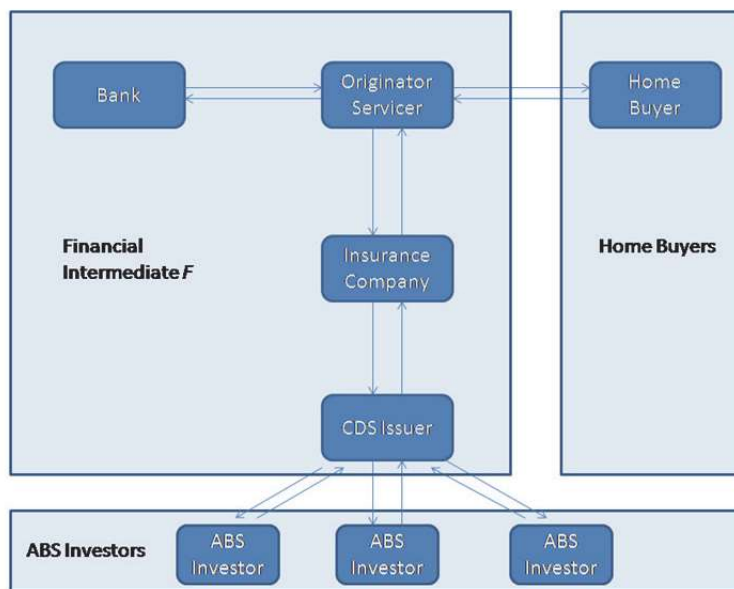 Bank
Originator
Servicer
Home
Buyer
Financial
Intermediate F
Insurance
Company
Home Buyers
CDS Issuer
ABS Investors
ABS
Investor
ABS
Investor
ABS
Investor